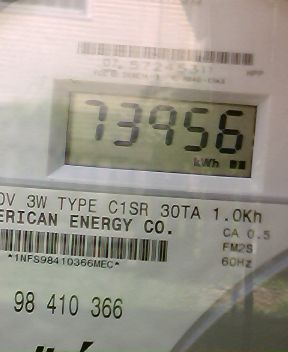 73956
kWh
0V 3W TYPE C1SR 30TA 1.0Kh
ERICAN ENERGY CO.
CA 0.5
FM2S
*1NFS98410366MEC*
60Hz
98 410 366